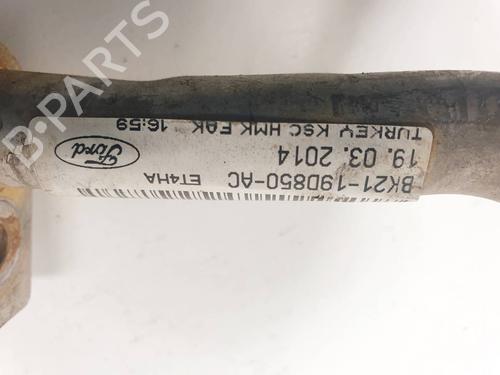 BK21-19D850-AC ET4HA
19. 03. 2014
TURKEY KSC HMK FAK 16:59
Ford
B-PARTS